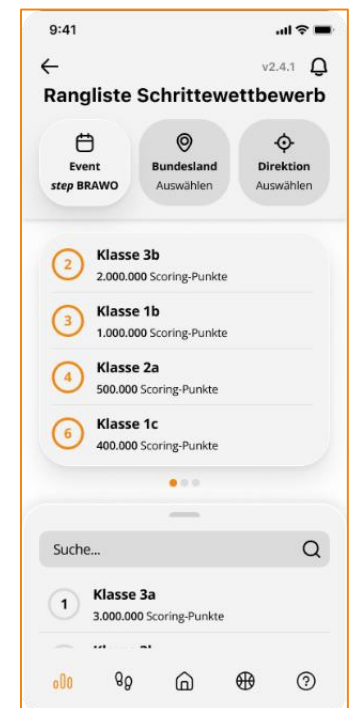 9:41
v2.4.1
Rangliste Schrittewettbewerb
Event
step BRAWO
Bundesland
Auswählen
Direktion
Auswählen
2
Klasse 3b
2.000.000 Scoring-Punkte
3
Klasse 1b
1.000.000 Scoring-Punkte
4
Klasse 2a
500.000 Scoring-Punkte
6
Klasse 1c
400.000 Scoring-Punkte
Suche...
1
Klasse 3a
3.000.000 Scoring-Punkte